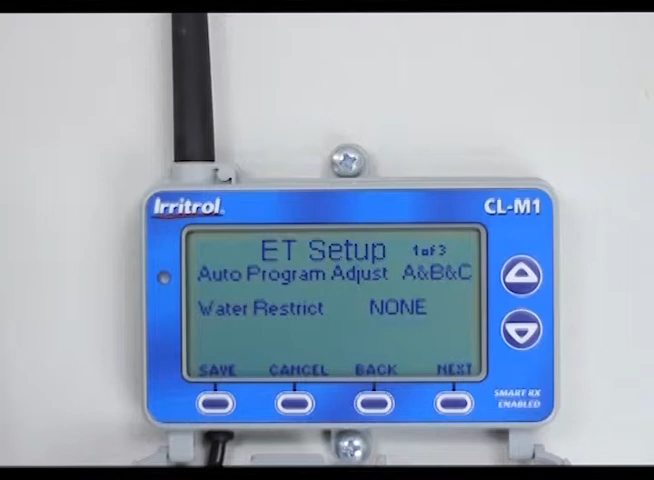 Irritrol
CL-M1
ET Setup 1of3
Auto Program Adjust A&B&C
Water Restrict NONE
SAVE CANCEL BACK NEXT
SMART RX
ENABLED